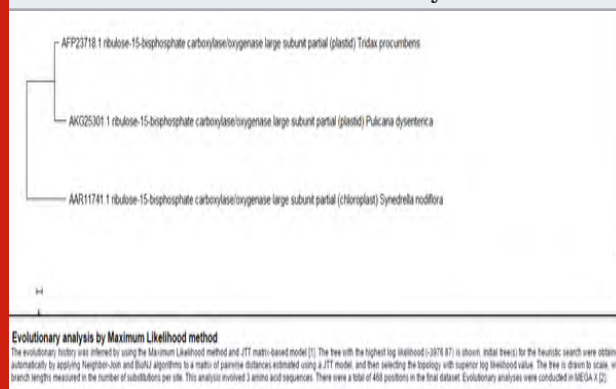 AFP23718.1 ribulose-15-bisphosphate carboxylase/oxygenase large subunit partial (plastid) Tridax procumbens
AKG25301.1 ribulose-15-bisphosphate carboxylase/oxygenase large subunit partial (plastid) Pulicaria dysenterica
AAR11741.1 ribulose-15-bisphosphate carboxylase/oxygenase large subunit partial (chloroplast) Synedrella nodiflora
Evolutionary analysis by Maximum Likelihood method
The evolutionary history was inferred by using the Maximum Likelihood method and JTT matrix-based model [1]. The tree with the highest log likelihood (-3976.87) is shown. Initial tree(s) for the heuristic search were obtained
automatically by applying Neighbor-Join and BioNJ algorithms to a matrix of pairwise distances estimated using a JTT model, and then selecting the topology with superior log likelihood value. The tree is drawn to scale,
branch lengths measured in the number of substitutions per site. This analysis involved 3 amino acid sequences. There were a total of 468 positions in the final dataset. Evolutionary analyses were conducted in MEGA X [2]